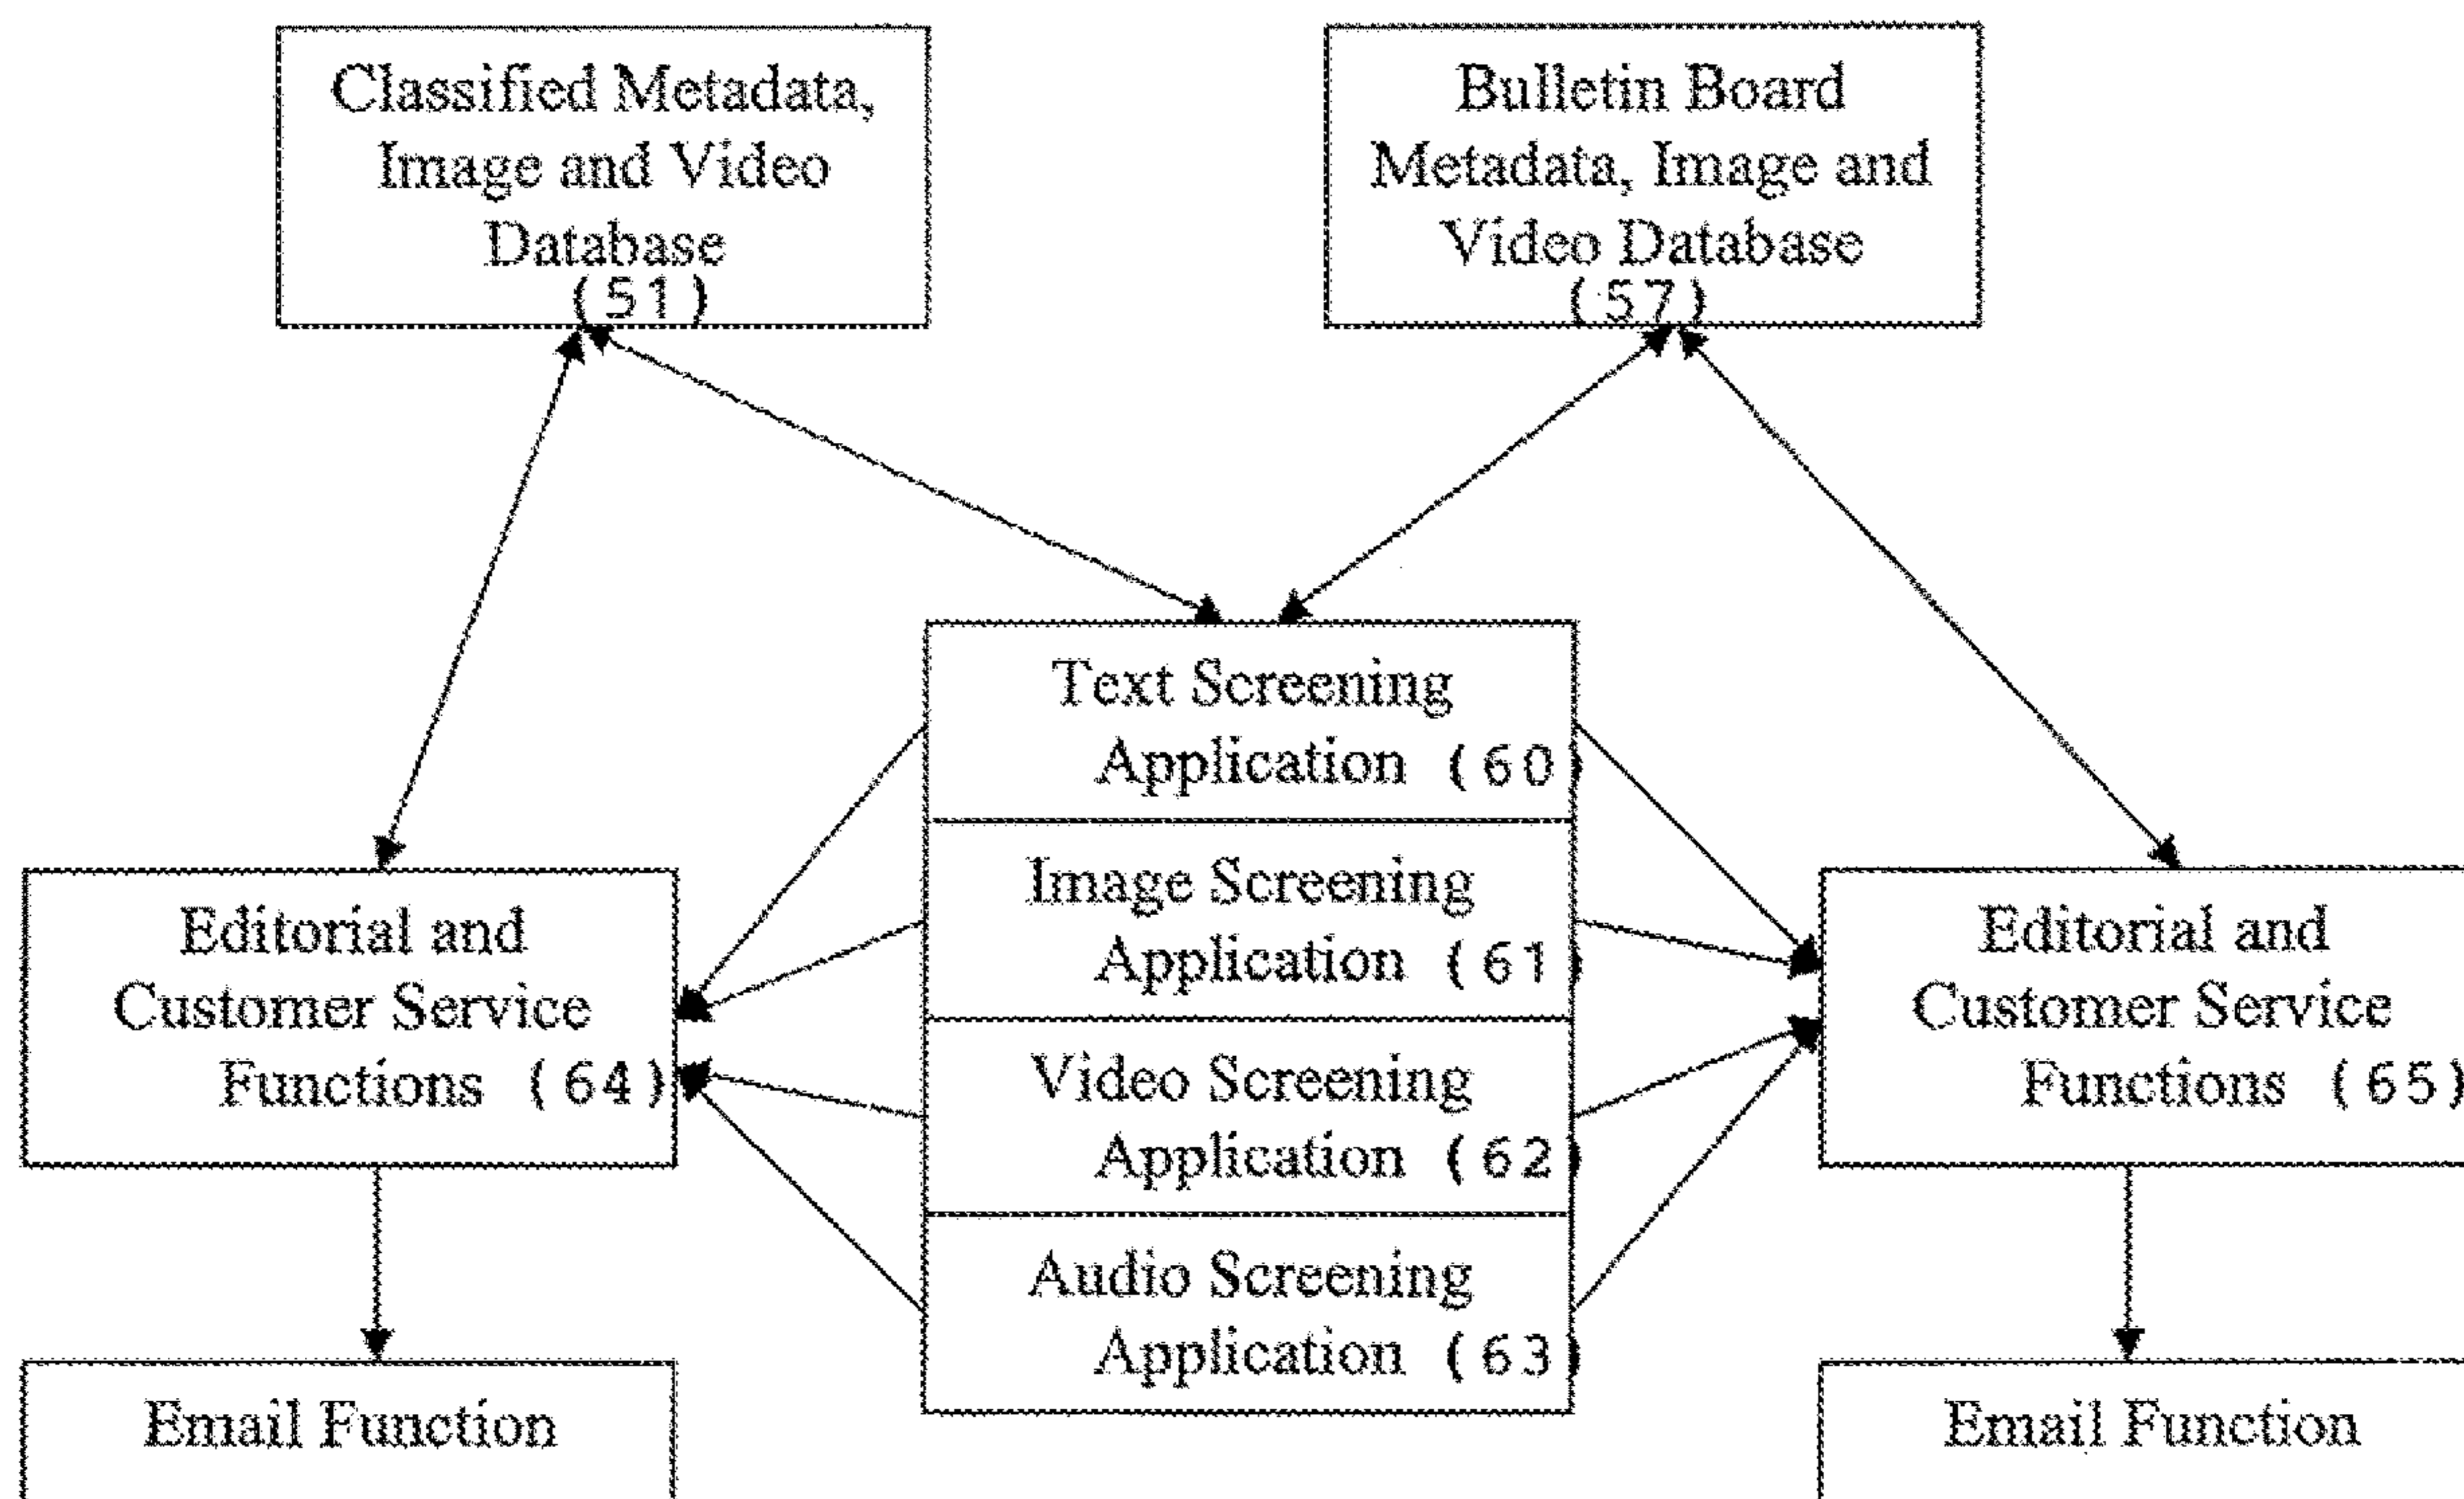 Classified Metadata,
Image and Video
Database
(51)
Bulletin Board
Metadata, Image and
Video Database
(57)
Text Screening
Application (60)
Image Screening
Application (61)
Video Screening
Application (62)
Audio Screening
Application (63)
Editorial and
Customer Service
Functions (64)
Editorial and
Customer Service
Functions (65)
Email Function
Email Function